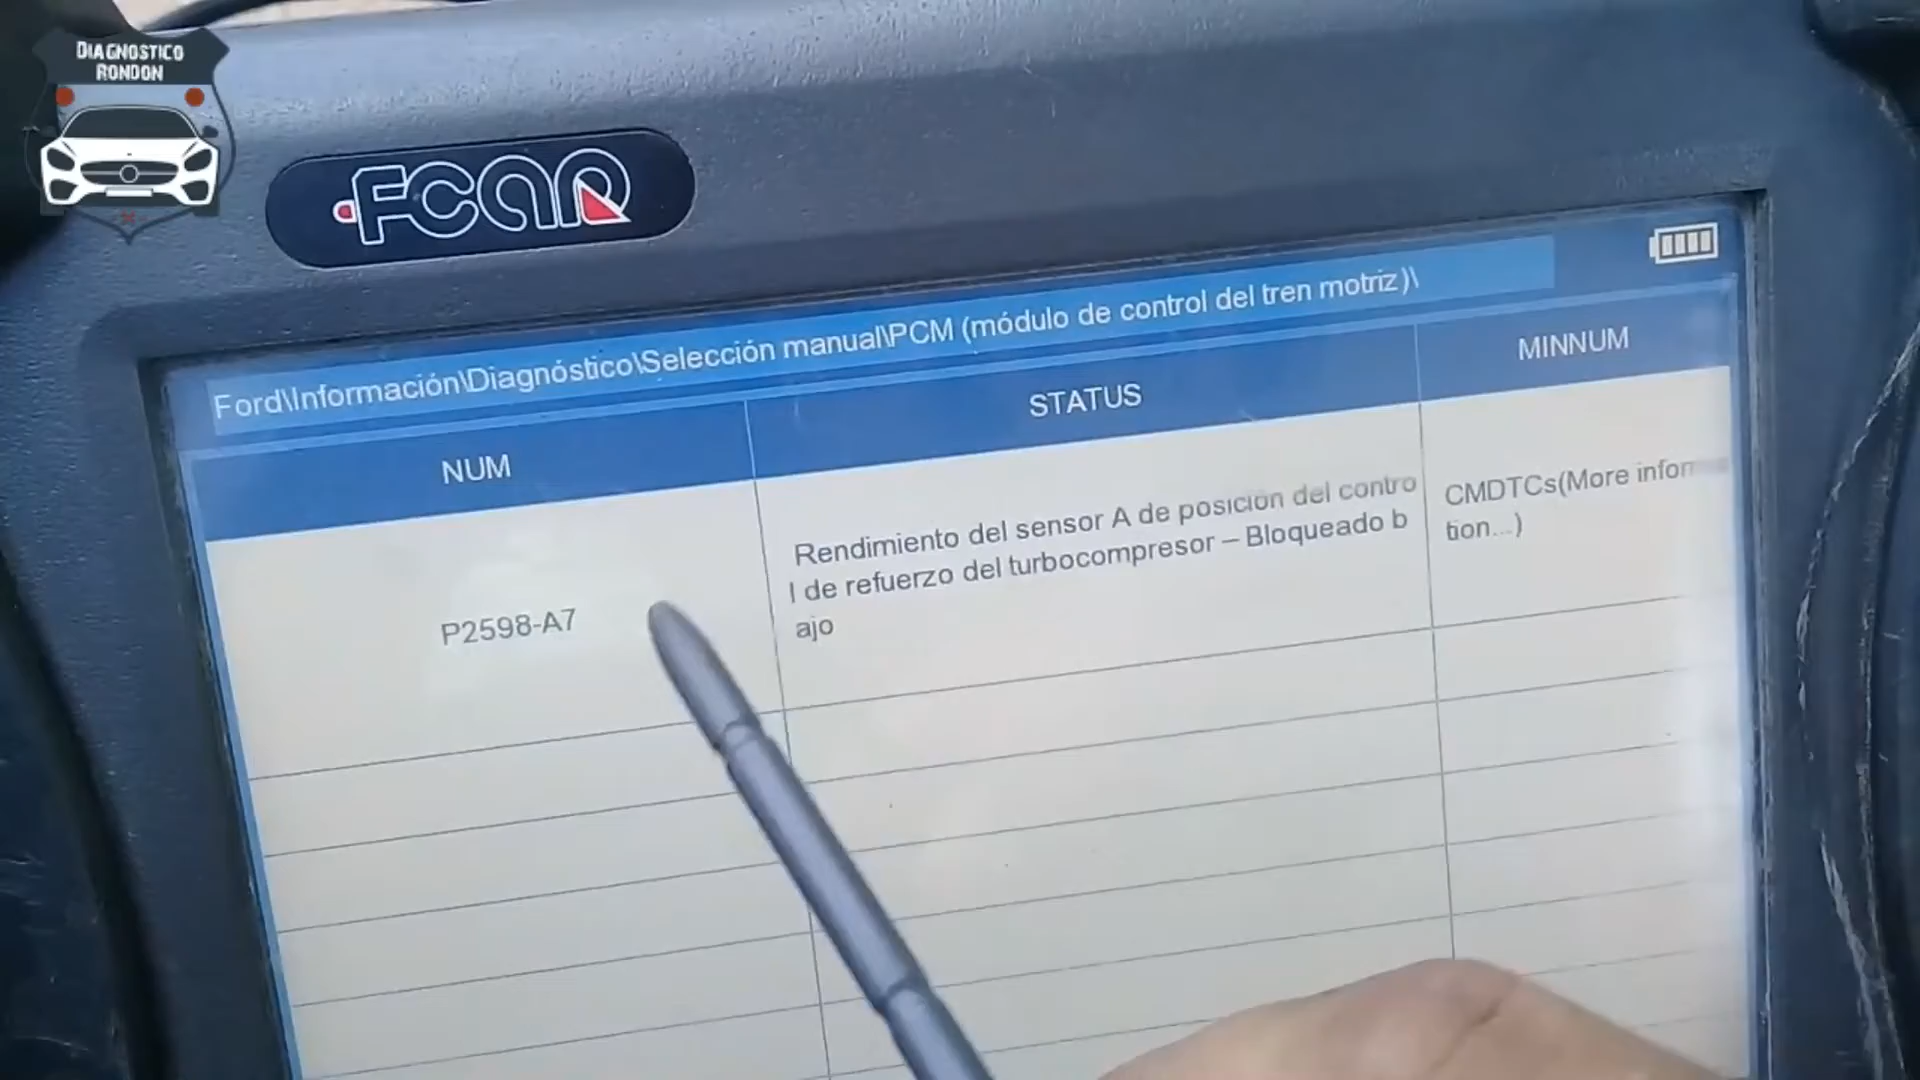 DIAGNOSTICO
RONDON
FCAR
Ford\Información\Diagnóstico\Selección manual\PCM (módulo de control del tren motriz)\
NUM
STATUS
MINNUM
P2598-A7
Rendimiento del sensor A de posición del contro
l de refuerzo del turbocompresor – Bloqueado b
ajo
CMDTCs(More informa
tion...)